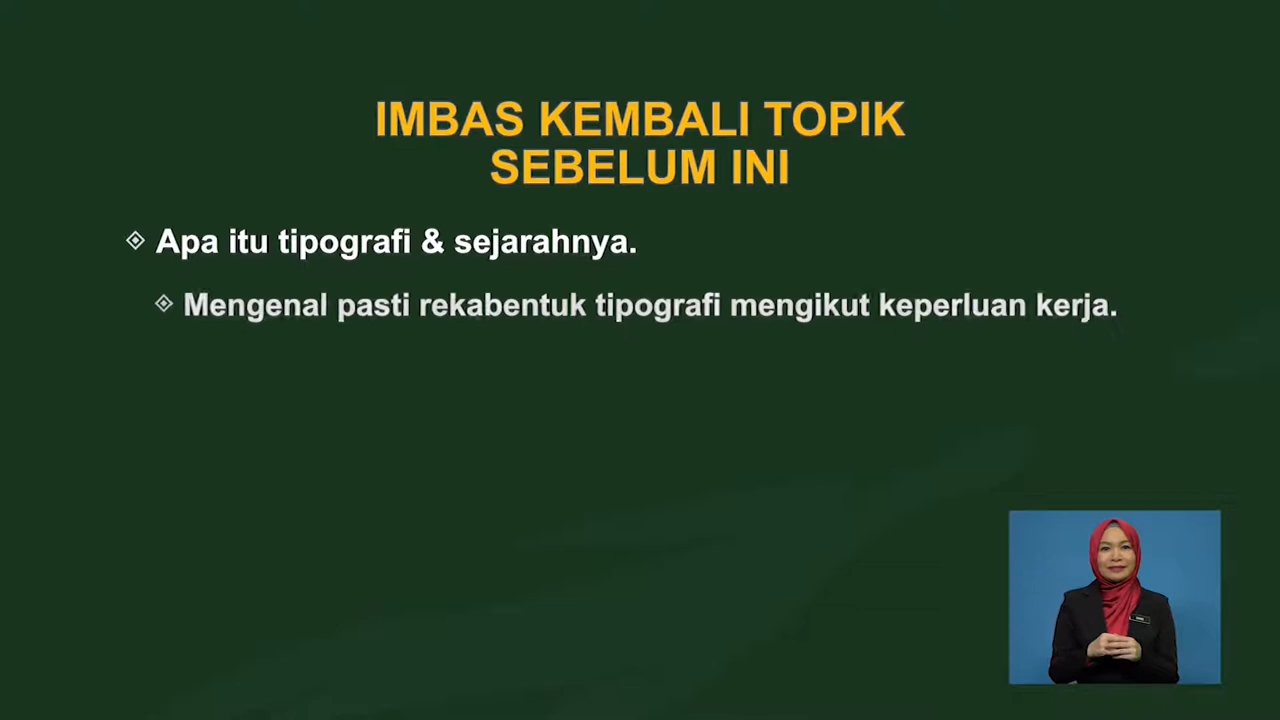 IMBAS KEMBALI TOPIK
SEBELUM INI
Apa itu tipografi & sejarahnya.
Mengenal pasti rekabentuk tipografi mengikut keperluan kerja.